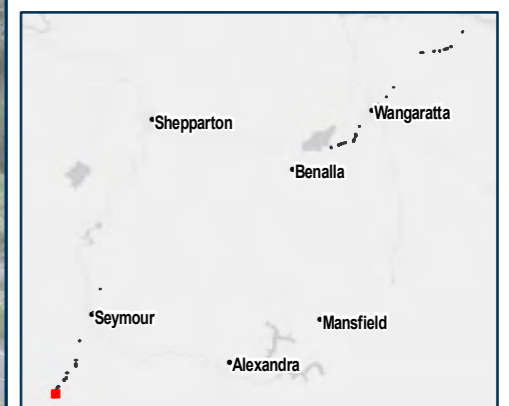 Shepparton
Wangaratta
Benalla
Seymour
Mansfield
Alexandra